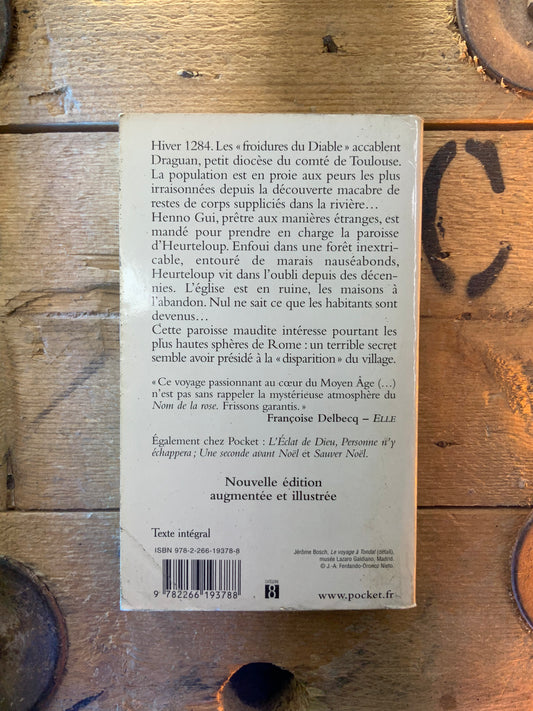 Hiver 1284. Les « froidures du Diable » accablent
Draguan, petit diocèse du comté de Toulouse.
La population est en proie aux peurs les plus
irraisonnées depuis la découverte macabre de
restes de corps suppliciés dans la rivière…
Henno Gui, prêtre aux manières étranges, est
mandé pour prendre en charge la paroisse
d'Heurteloup. Enfoui dans une forêt inextri-
cable, entouré de marais nauséabonds,
Heurteloup vit dans l'oubli depuis des décen-
nies. L'église est en ruine, les maisons à
l'abandon. Nul ne sait ce que les habitants sont
devenus…
Cette paroisse maudite intéresse pourtant les
plus hautes sphères de Rome : un terrible secret
semble avoir présidé à la « disparition » du village.
« Ce voyage passionnant au cœur du Moyen Âge (…)
n'est pas sans rappeler la mystérieuse atmosphère du
Nom de la rose. Frissons garantis. »
Françoise Delbecq – ELLE
Également chez Pocket : L'Éclat de Dieu, Personne n'y
échappera ; Une seconde avant Noël et Sauver Noël.
Nouvelle édition
augmentée et illustrée
Texte intégral
ISBN 978-2-266-19378-8
9 782266 193788
Jérôme Bosch, Le voyage à Tondal (détail),
musée Lazaro Galdiano, Madrid.
© J.-A. Ferdando-Oronoz Nieto.
catégorie
8
www.pocket.fr
C